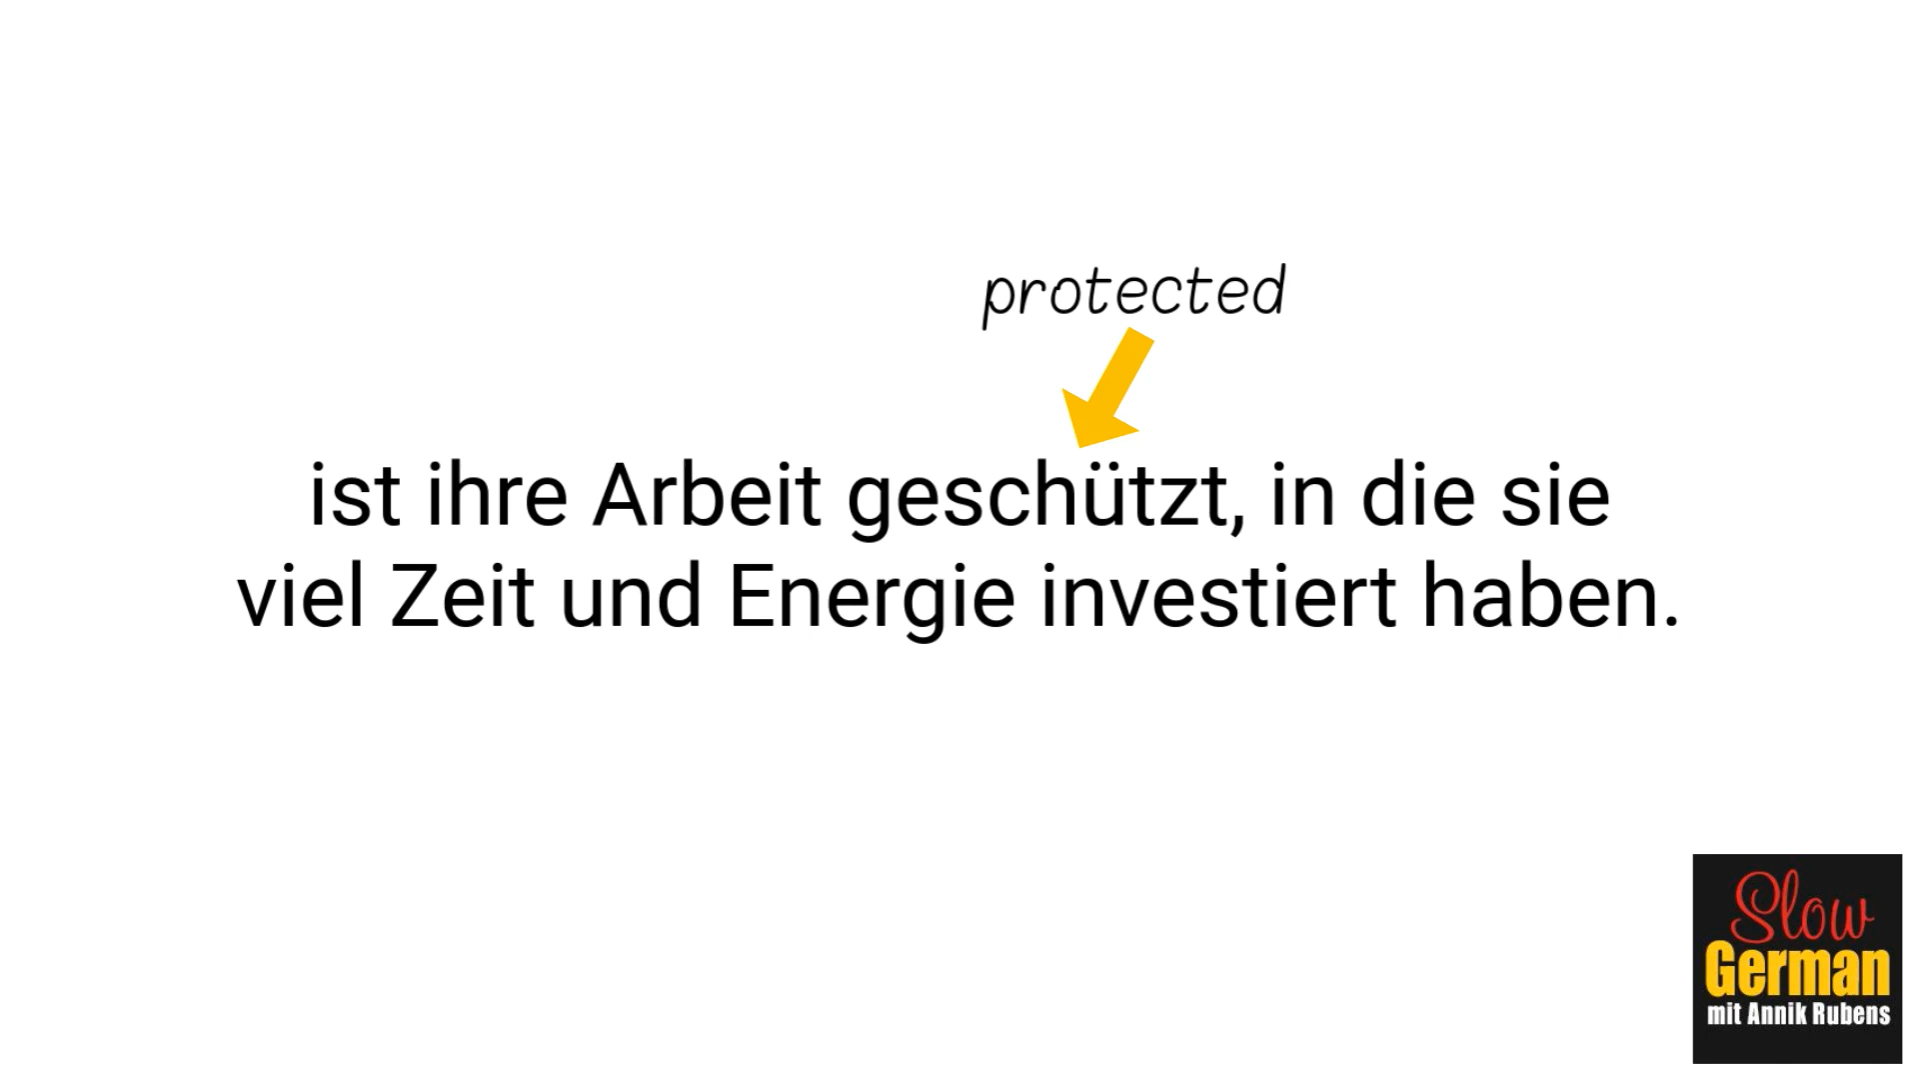 protected
ist ihre Arbeit geschützt, in die sie
viel Zeit und Energie investiert haben.
Slow
German
mit Annik Rubens